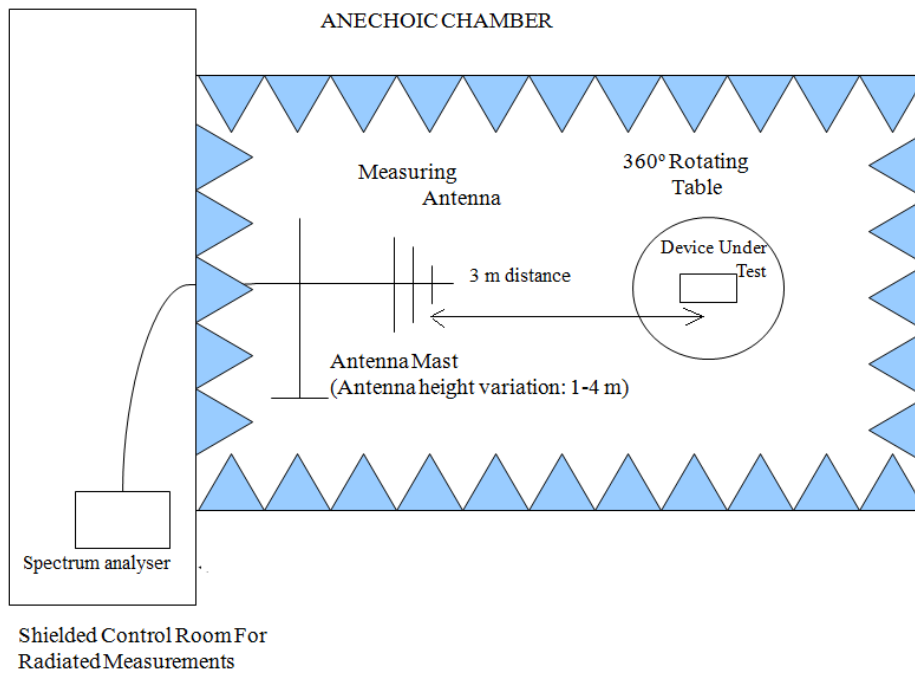 ANECHOIC CHAMBER
Measuring
Antenna
360º Rotating
Table
Device Under
Test
3 m distance
Antenna Mast
(Antenna height variation: 1-4 m)
Spectrum analyser
Shielded Control Room For
Radiated Measurements